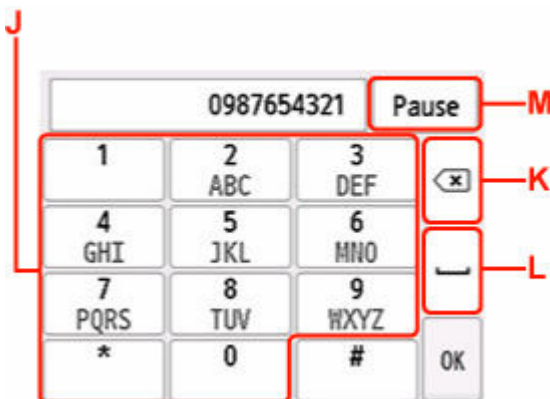 J
0987654321 Pause M
1 2 3
ABC DEF K
4 5 6
GHI JKL MNO L
7 8 9
PQRS TUV WXYZ
* 0 # OK